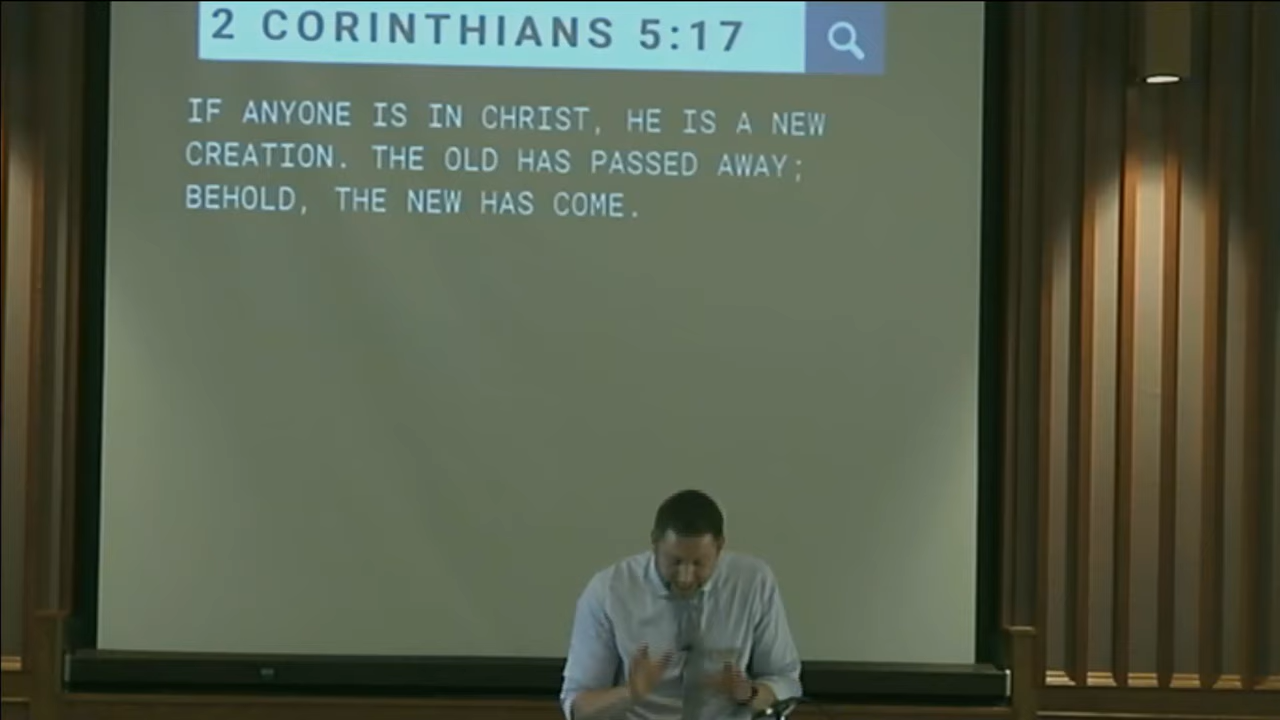 2 CORINTHIANS 5:17
IF ANYONE IS IN CHRIST, HE IS A NEW
CREATION. THE OLD HAS PASSED AWAY;
BEHOLD, THE NEW HAS COME.